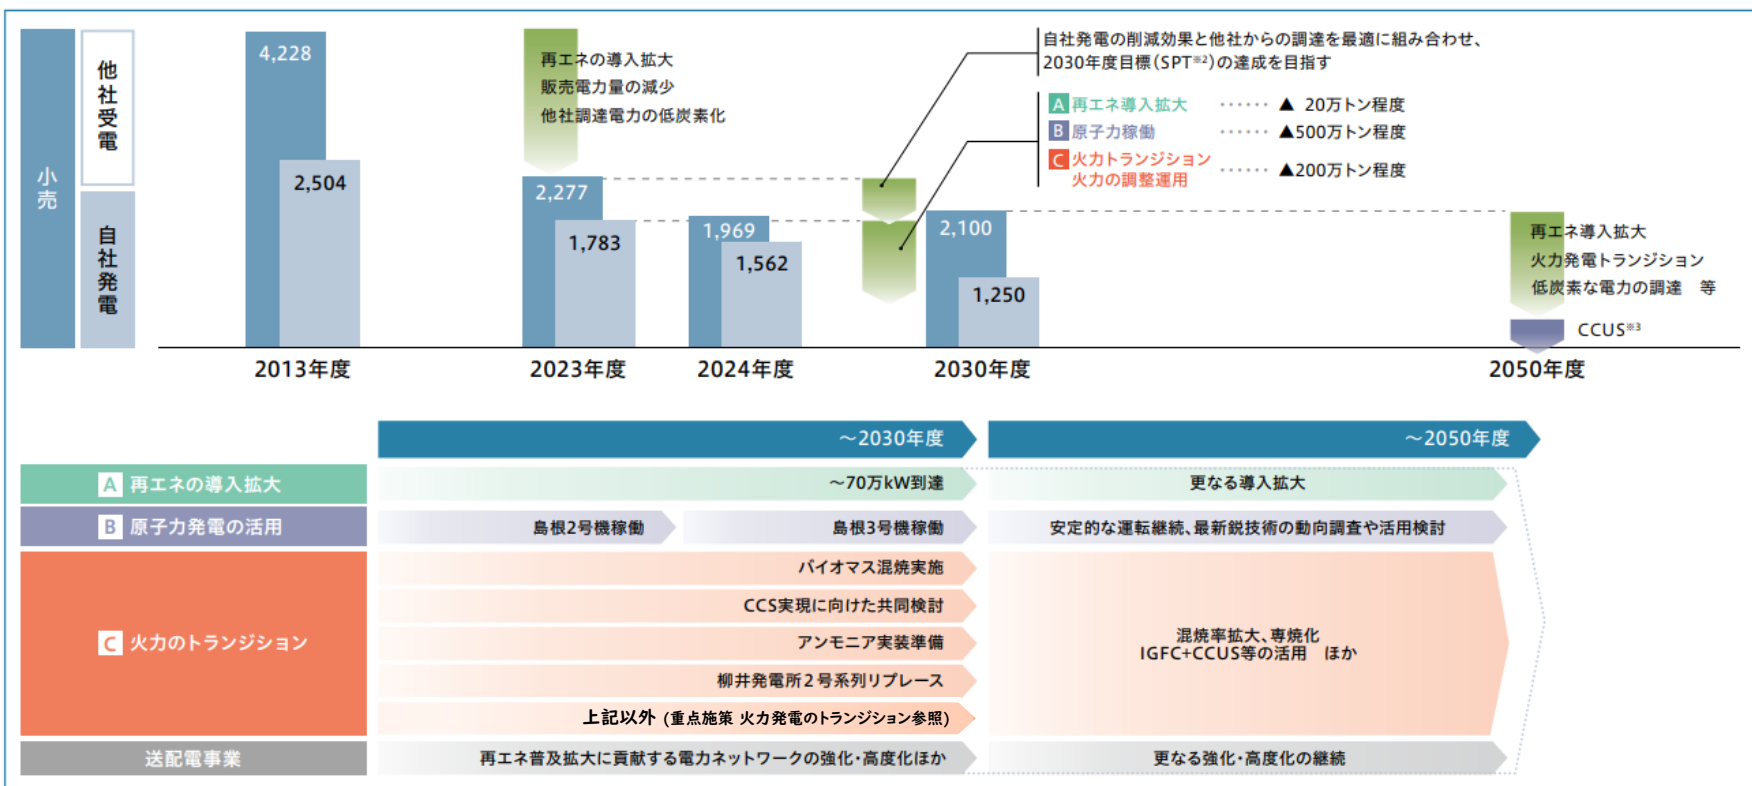 小売
他社受電
自社発電
4,228
2,504
2013年度
再エネの導入拡大
販売電力量の減少
他社調達電力の低炭素化
2,277
1,783
2023年度
1,969
1,562
2024年度
自社発電の削減効果と他社からの調達を最適に組み合わせ、
2030年度目標(SPT※2)の達成を目指す
A 再エネ導入拡大 …… ▲ 20万トン程度
B 原子力稼働 …… ▲500万トン程度
C 火力トランジション
火力の調整運用 …… ▲200万トン程度
2,100
1,250
2030年度
再エネ導入拡大
火力発電トランジション
低炭素な電力の調達 等
CCUS※3
2050年度
～2030年度
～2050年度
A 再エネの導入拡大
～70万kW到達
更なる導入拡大
B 原子力発電の活用
島根2号機稼働
島根3号機稼働
安定的な運転継続、最新鋭技術の動向調査や活用検討
C 火力のトランジション
バイオマス混焼実施
CCS実現に向けた共同検討
アンモニア実装準備
柳井発電所2号系列リプレース
上記以外 (重点施策 火力発電のトランジション参照)
混焼率拡大、専焼化
IGFC+CCUS等の活用 ほか
送配電事業
再エネ普及拡大に貢献する電力ネットワークの強化・高度化ほか
更なる強化・高度化の継続